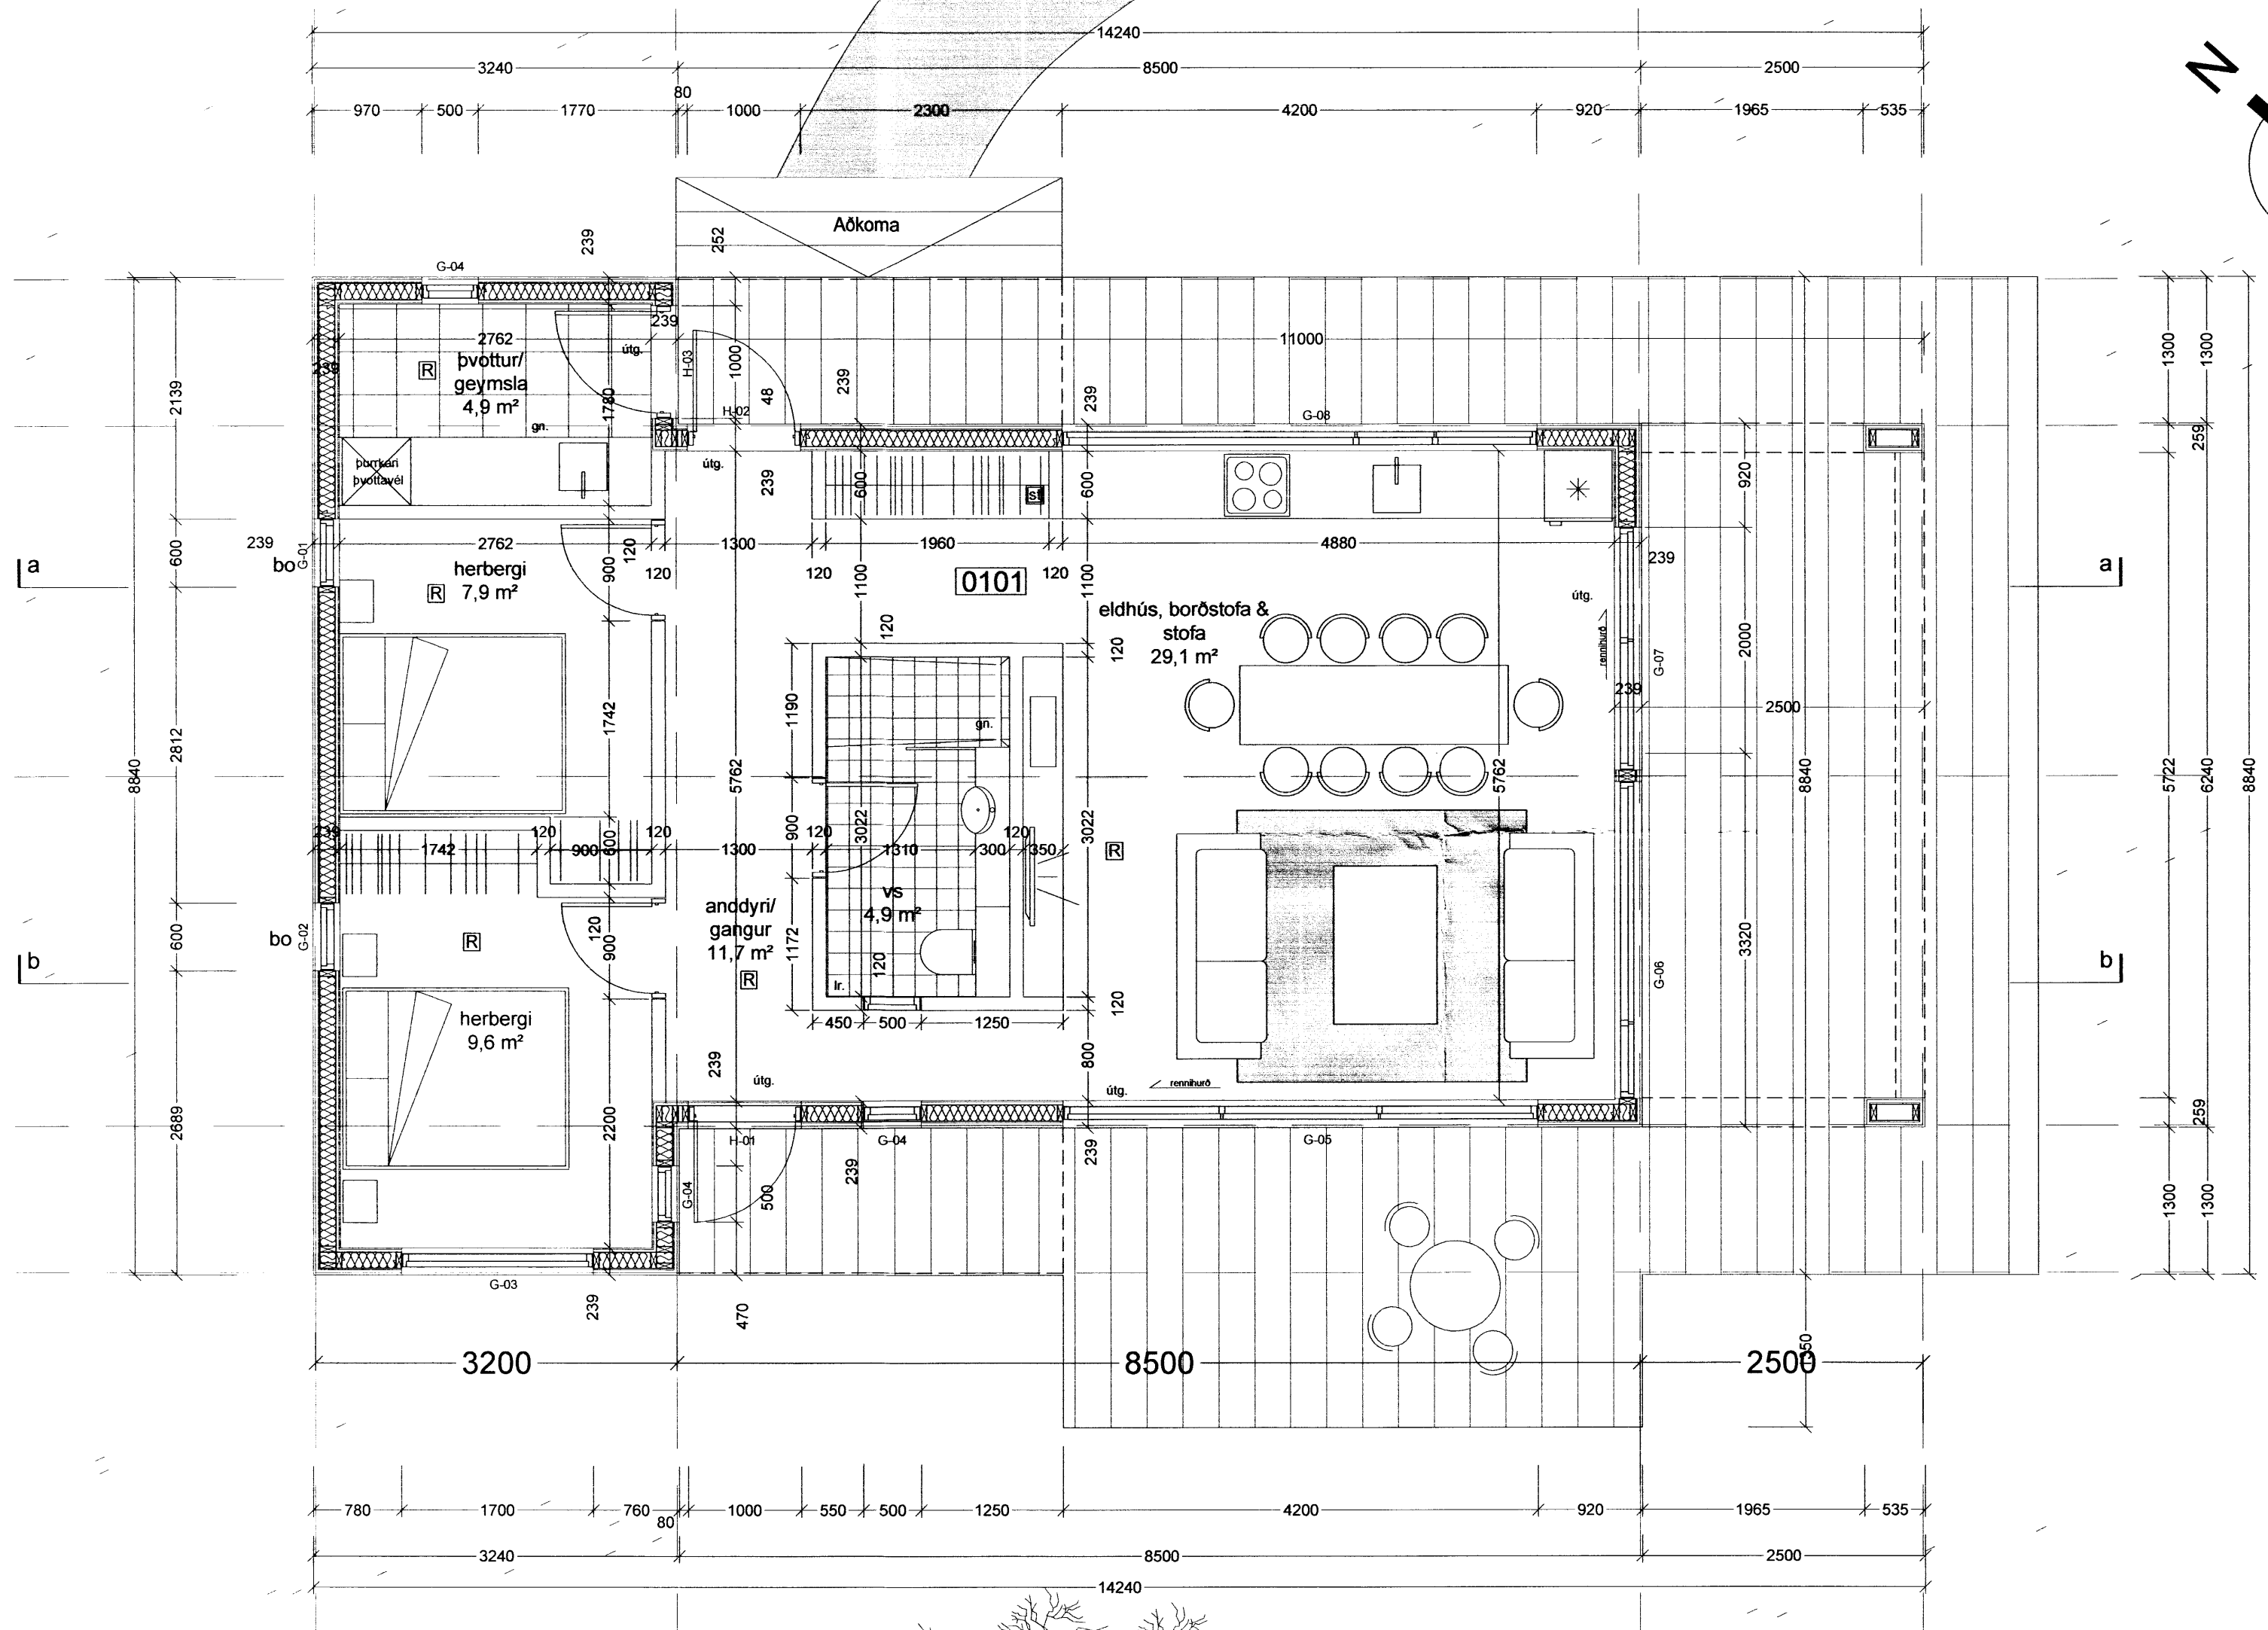 14240
3240 8500 2500
80
970 500 1770 1000 2300 4200 920 1965 535
N
Aðkoma
239 252
G-04
2762 239 11000
útg.
H-03
1000
1300 1300
þvottur/
geymsla
4,9 m²
R
239
1780
48
239
239
2139
gn.
H-02
G-08
259
þurrkari
þvottavél
útg.
239
600
st
600
920
239
2762
120
1300
1960
4880
120
120
120
239
a
bo
G-01
600
herbergi
7,9 m²
R
900
1100
0101
1100
útg.
a
eldhús, borðstofa &
stofa
29,1 m²
120
120
rennihurð
2000
G-07
239
2500
1190
gn.
1742
2812
8840
5762
5762
8840
5722
6240
8840
239
120
120
120
120
1742
900
600
1300
900
3022
1310
300
350
3022
R
vs
4,9 m²
anddyri/
gangur
11,7 m²
R
1172
120
lr.
bo
G-02
600
R
120
900
b
b
3320
G-06
herbergi
9,6 m²
450 500 1250
120
800
239
útg.
útg.
rennihurð
2689
2200
H-01
G-04
G-05
259
239
239
G-04
500
1300
1300
G-03
239
470
3200 8500 2500
780 1700 760 80 1000 550 500 1250 4200 920 1965 535
3240 8500 2500
14240